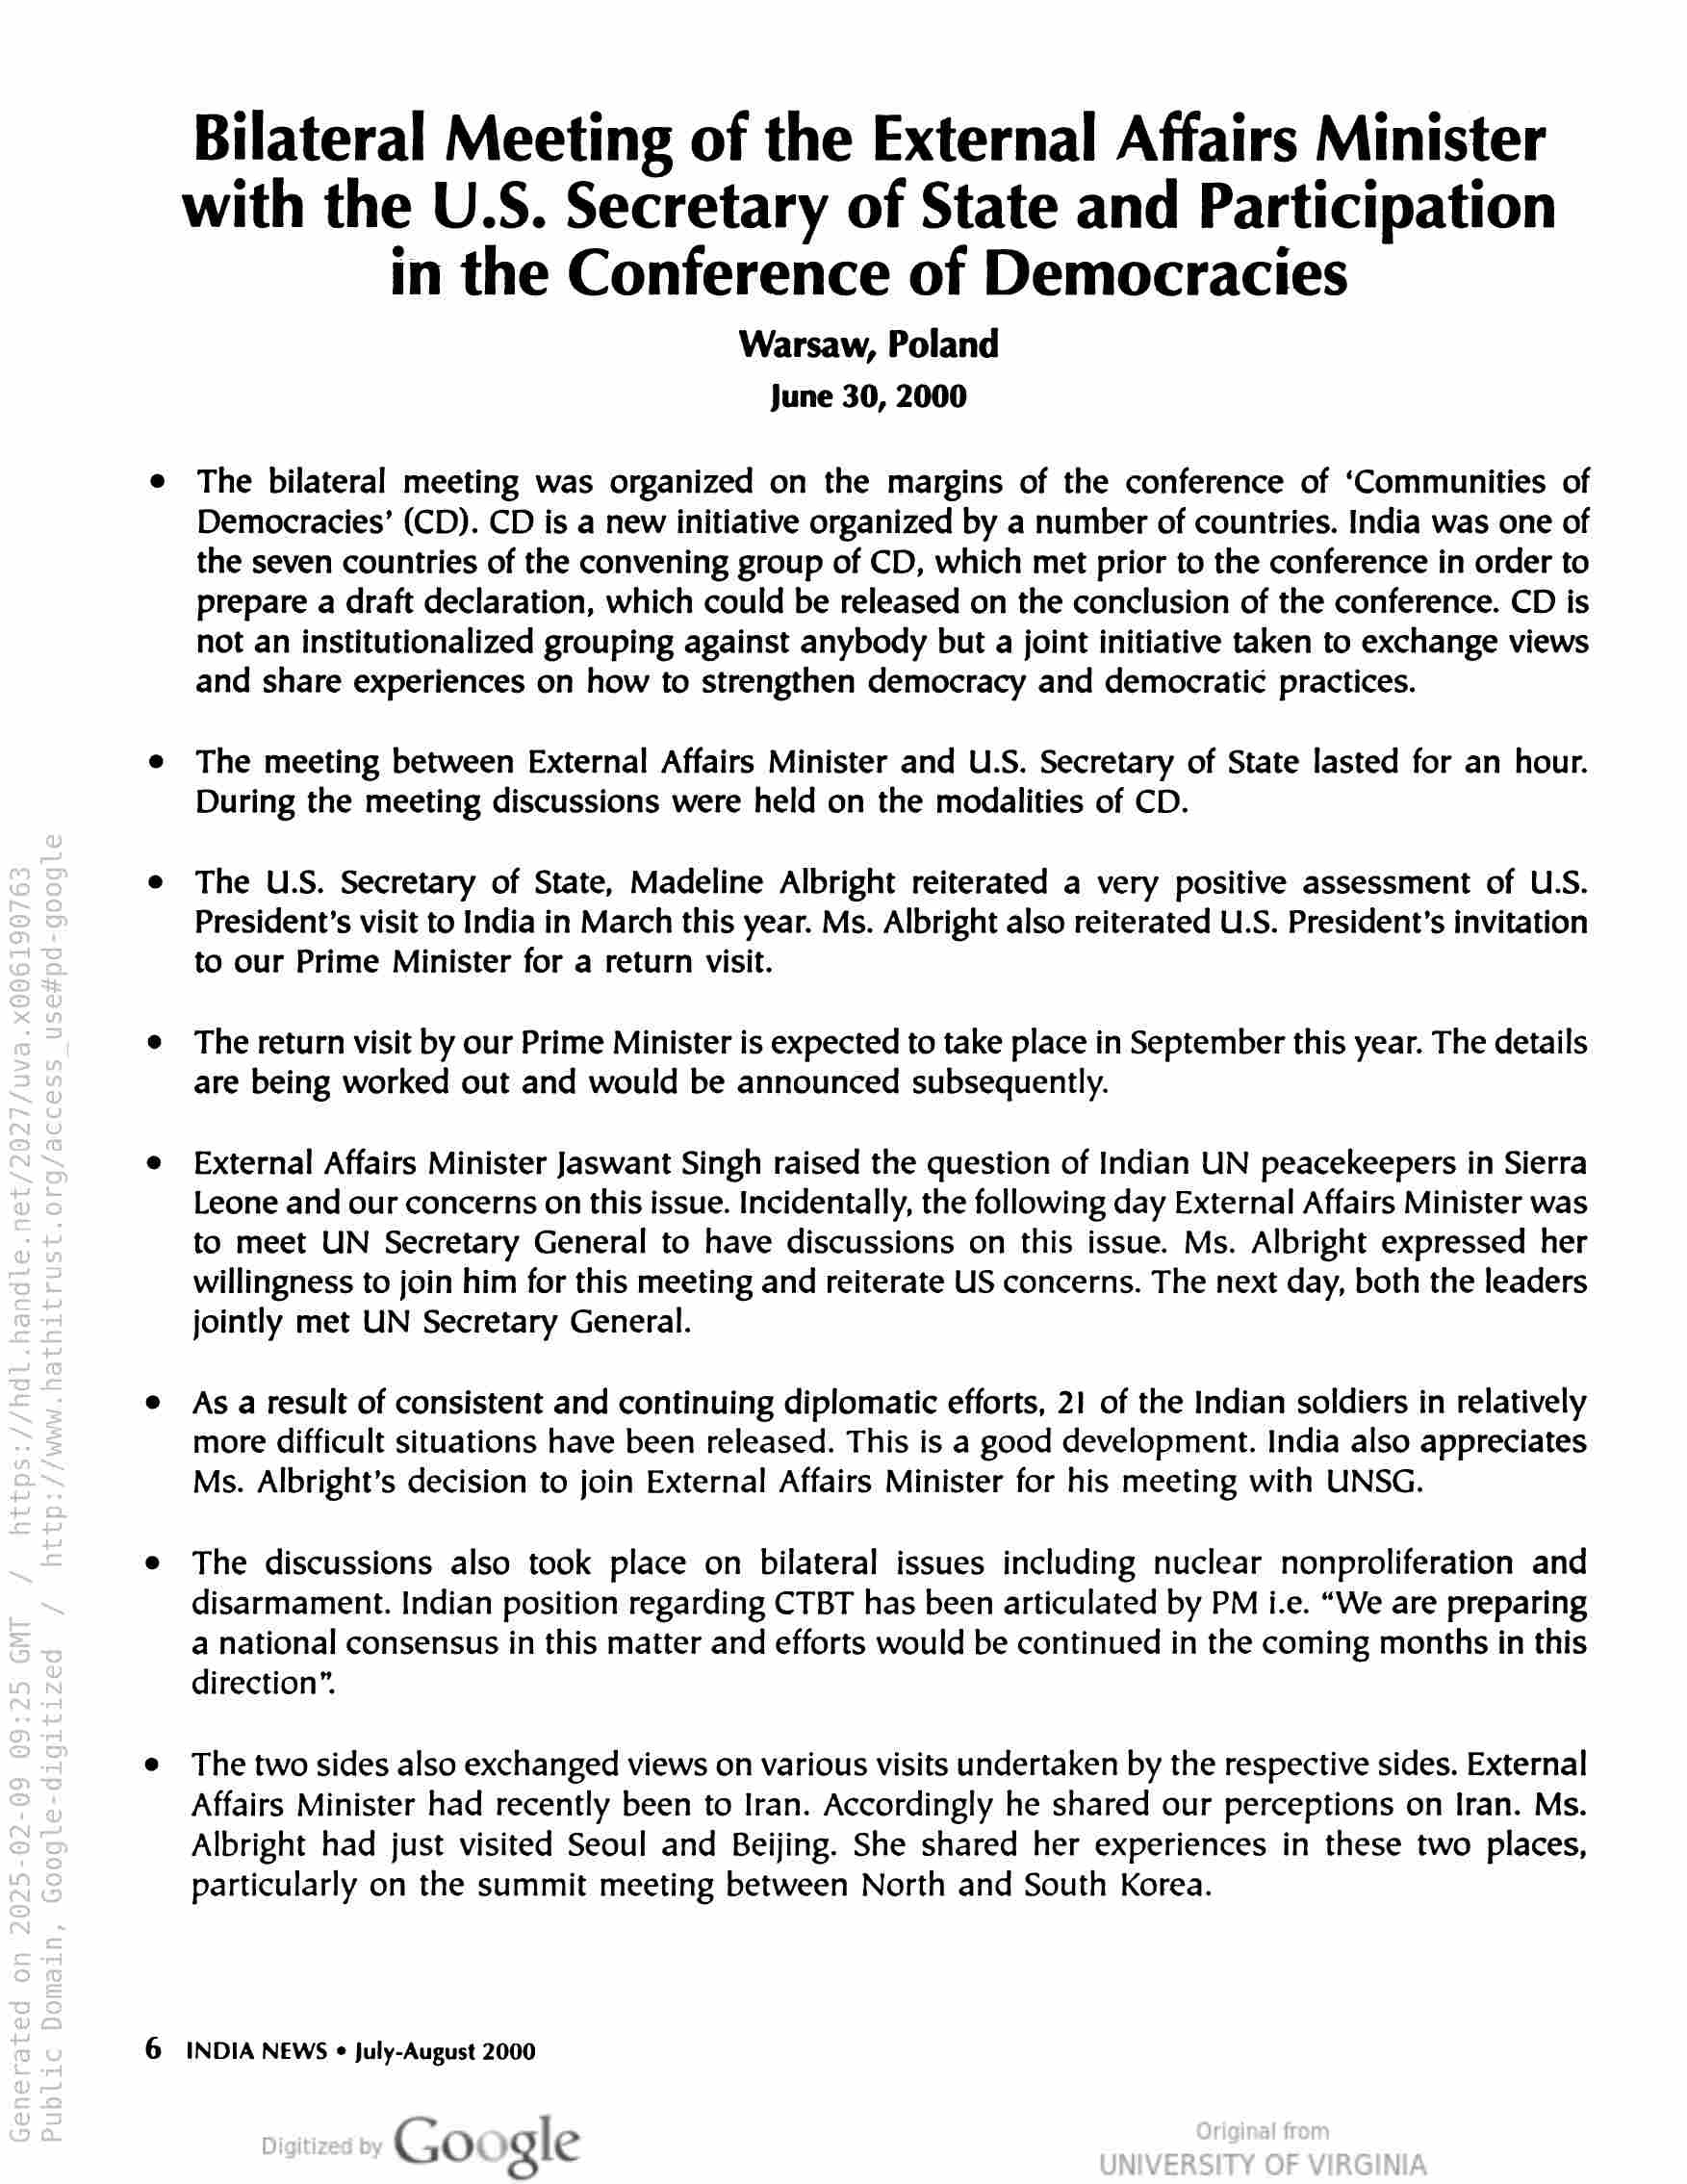 Bilateral Meeting of the External Affairs Minister
with the U.S. Secretary of State and Participation
in the Conference of Democracies
Warsaw, Poland
June 30, 2000
• The bilateral meeting was organized on the margins of the conference of ‘Communities of
Democracies’ (CD). CD is a new initiative organized by a number of countries. India was one of
the seven countries of the convening group of CD, which met prior to the conference in order to
prepare a draft declaration, which could be released on the conclusion of the conference. CD is
not an institutionalized grouping against anybody but a joint initiative taken to exchange views
and share experiences on how to strengthen democracy and democratic practices.
• The meeting between External Affairs Minister and U.S. Secretary of State lasted for an hour.
During the meeting discussions were held on the modalities of CD.
• The U.S. Secretary of State, Madeline Albright reiterated a very positive assessment of U.S.
President’s visit to India in March this year. Ms. Albright also reiterated U.S. President’s invitation
to our Prime Minister for a return visit.
• The return visit by our Prime Minister is expected to take place in September this year. The details
are being worked out and would be announced subsequently.
• External Affairs Minister Jaswant Singh raised the question of Indian UN peacekeepers in Sierra
Leone and our concerns on this issue. Incidentally, the following day External Affairs Minister was
to meet UN Secretary General to have discussions on this issue. Ms. Albright expressed her
willingness to join him for this meeting and reiterate US concerns. The next day, both the leaders
jointly met UN Secretary General.
• As a result of consistent and continuing diplomatic efforts, 21 of the Indian soldiers in relatively
more difficult situations have been released. This is a good development. India also appreciates
Ms. Albright’s decision to join External Affairs Minister for his meeting with UNSG.
• The discussions also took place on bilateral issues including nuclear nonproliferation and
disarmament. Indian position regarding CTBT has been articulated by PM i.e. “We are preparing
a national consensus in this matter and efforts would be continued in the coming months in this
direction”.
• The two sides also exchanged views on various visits undertaken by the respective sides. External
Affairs Minister had recently been to Iran. Accordingly he shared our perceptions on Iran. Ms.
Albright had just visited Seoul and Beijing. She shared her experiences in these two places,
particularly on the summit meeting between North and South Korea.
6 INDIA NEWS • July-August 2000
Digitized by Google
Original from
UNIVERSITY OF VIRGINIA
Generated on 2025-02-09 09:25 GMT / https://hdl.handle.net/2027/uva.x006190763
Public Domain, Google-digitized / http://www.hathitrust.org/access_use#pd-google